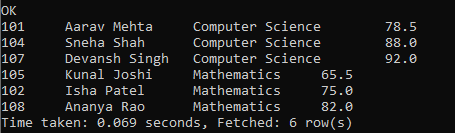 OK
101	Aarav Mehta	Computer Science	78.5
104	Sneha Shah	Computer Science	88.0
107	Devansh Singh	Computer Science	92.0
105	Kunal Joshi	Mathematics	65.5
102	Isha Patel	Mathematics	75.0
108	Ananya Rao	Mathematics	82.0
Time taken: 0.069 seconds, Fetched: 6 row(s)